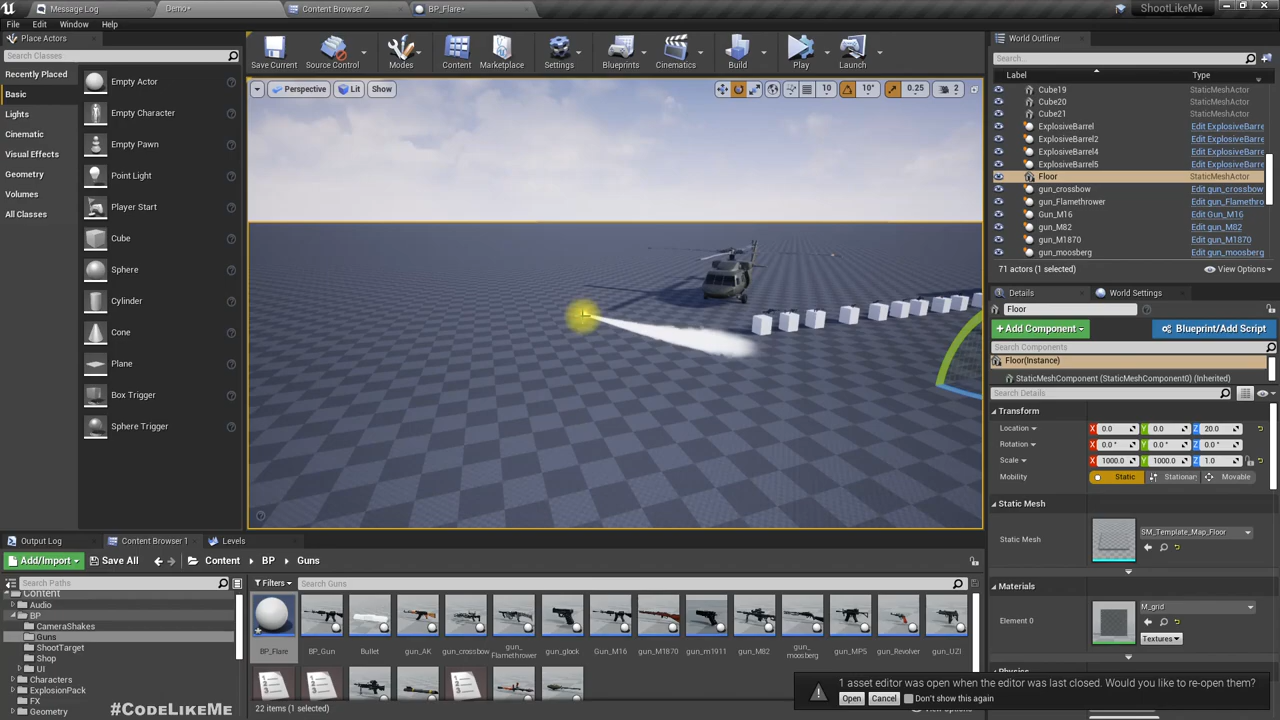 Message Log
Demo•
Content Browser 2
BP_Flare•
ShootLikeMe
File Edit Window Help
Place Actors
Search Classes
Recently Placed
Basic
Lights
Cinematic
Visual Effects
Geometry
Volumes
All Classes
Empty Actor
Empty Character
Empty Pawn
Point Light
Player Start
Cube
Sphere
Cylinder
Cone
Plane
Box Trigger
Sphere Trigger
Save Current
Source Control
Modes
Content
Marketplace
Settings
Blueprints
Cinematics
Build
Play
Launch
Perspective Lit Show
10 10° 0.25 2
World Outliner
Search...
Label Type
Cube19 StaticMeshActor
Cube20 StaticMeshActor
Cube21 StaticMeshActor
ExplosiveBarrel Edit ExplosiveBarre
ExplosiveBarrel2 Edit ExplosiveBarre
ExplosiveBarrel4 Edit ExplosiveBarre
ExplosiveBarrel5 Edit ExplosiveBarre
Floor StaticMeshActor
gun_crossbow Edit gun_crossbow
gun_Flamethrower Edit gun_Flamethro
Gun_M16 Edit Gun_M16
gun_M82 Edit gun_M82
gun_M1870 Edit gun_M1870
gun_moosberg Edit gun_moosberg
71 actors (1 selected) View Options
Details World Settings
Floor
+ Add Component Blueprint/Add Script
Search Components
Floor(Instance)
StaticMeshComponent (StaticMeshComponent0) (Inherited)
Search Details
Transform
Location X 0.0 Y 0.0 Z 20.0
Rotation X 0.0 ° Y 0.0 ° Z 0.0 °
Scale X 1000.0 Y 1000.0 Z 1.0
Mobility Static Stationar Movable
Static Mesh
Static Mesh SM_Template_Map_Floor
Materials
Element 0 M_grid
Textures
Output Log Content Browser 1 Levels
Add/Import Save All Content BP Guns
Search Paths
Filters Search Guns
Content
Audio
BP
CameraShakes
Guns
ShootTarget
Shop
UI
Characters
ExplosionPack
FX
Geometry
BP_Flare
BP_Gun
Bullet
gun_AK
gun_crossbow
gun_
Flamethrower
gun_glock
Gun_M16
gun_M1870
gun_m1911
gun_M82
gun_
moosberg
gun_MP5
gun_Revolver
gun_UZI
22 items (1 selected)
1 asset editor was open when the editor was last closed. Would you like to re-open them?
Open Cancel Don't show this again
#CodeLikeMe